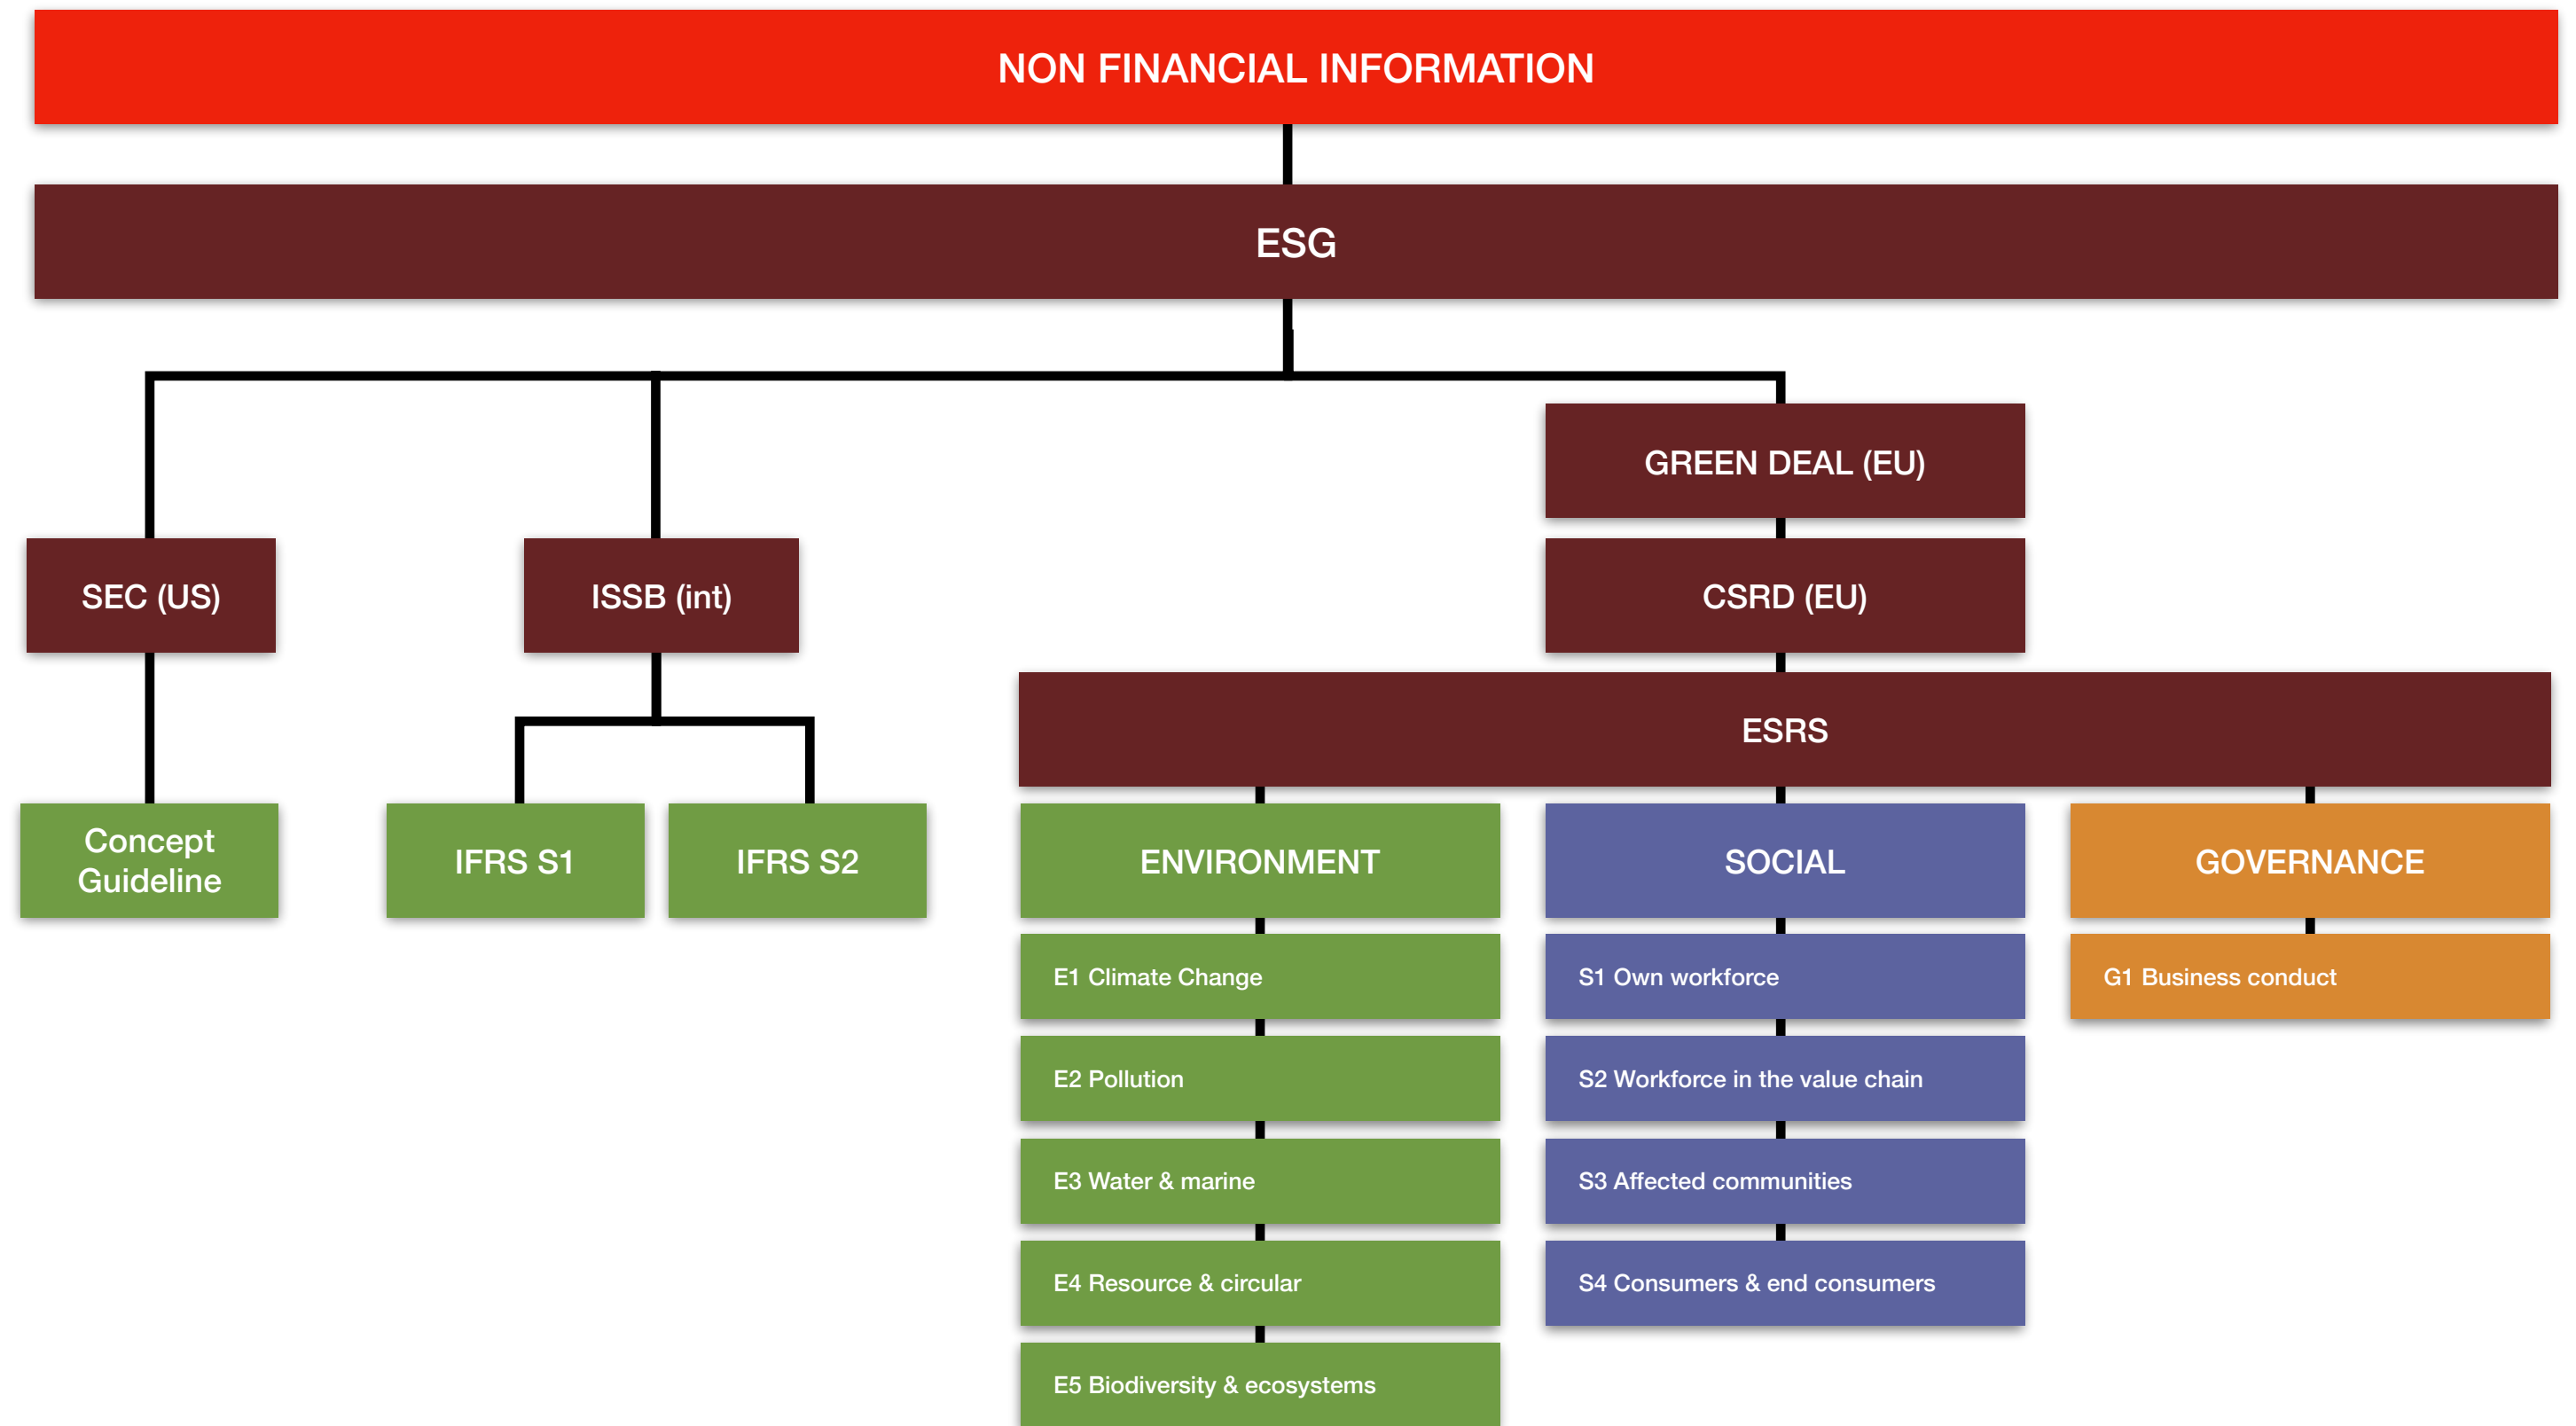 NON FINANCIAL INFORMATION
ESG
GREEN DEAL (EU)
SEC (US)
ISSB (int)
CSRD (EU)
ESRS
Concept
Guideline
IFRS S1
IFRS S2
ENVIRONMENT
SOCIAL
GOVERNANCE
E1 Climate Change
S1 Own workforce
G1 Business conduct
E2 Pollution
S2 Workforce in the value chain
E3 Water & marine
S3 Affected communities
E4 Resource & circular
S4 Consumers & end consumers
E5 Biodiversity & ecosystems